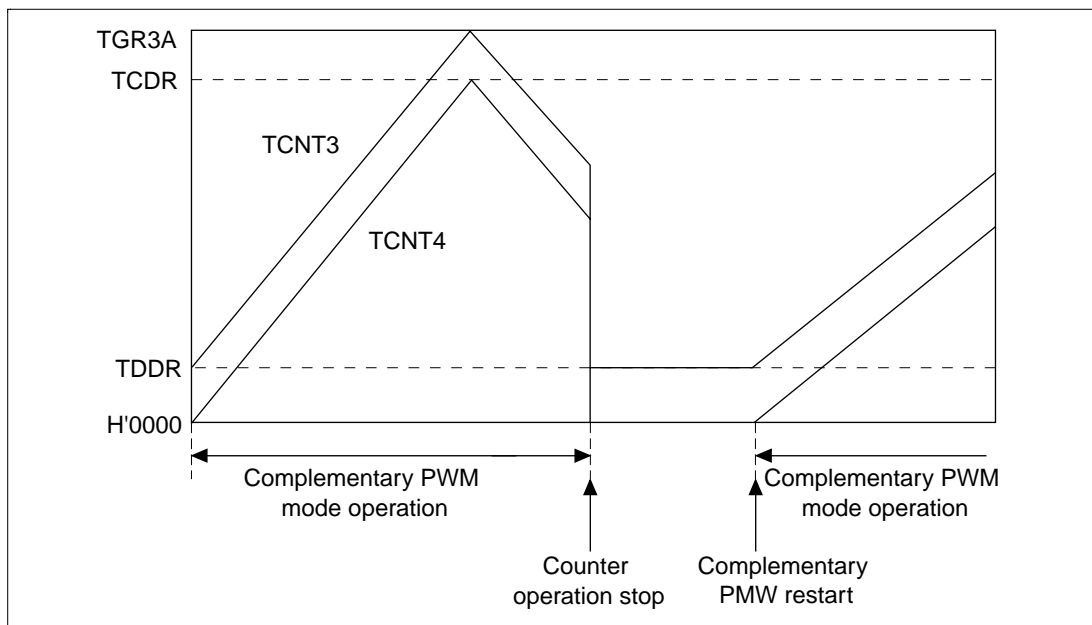 TGR3A
TCDR
TCNT3
TCNT4
TDDR
H'0000
Complementary PWM
mode operation
Complementary PWM
mode operation
Counter
operation stop
Complementary
PMW restart